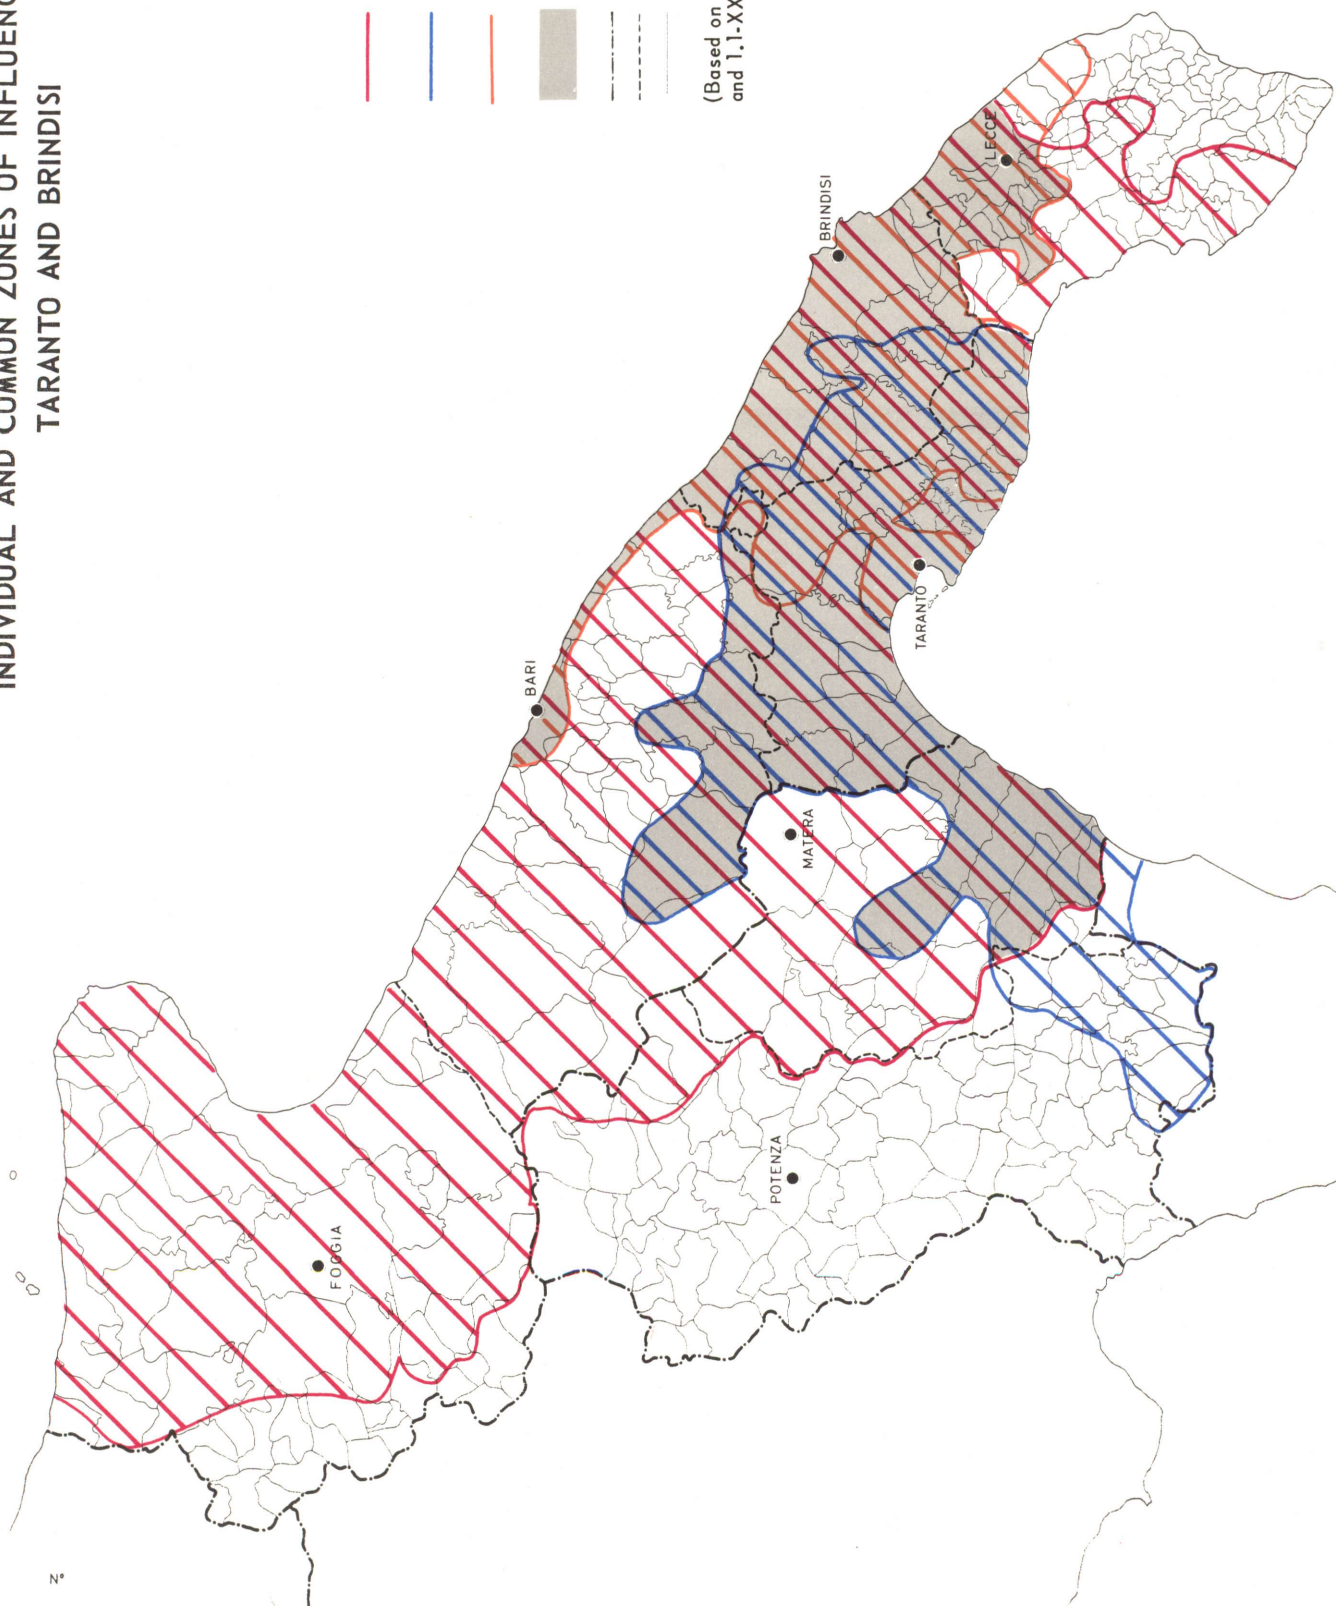 INDIVIDUAL AND COMMON ZONES OF INFLUENC
TARANTO AND BRINDISI
(Based on
and 1.1-XX
LECCE
BRINDISI
BARI
TARANTO
MATERA
POTENZA
FOGGIA
N°